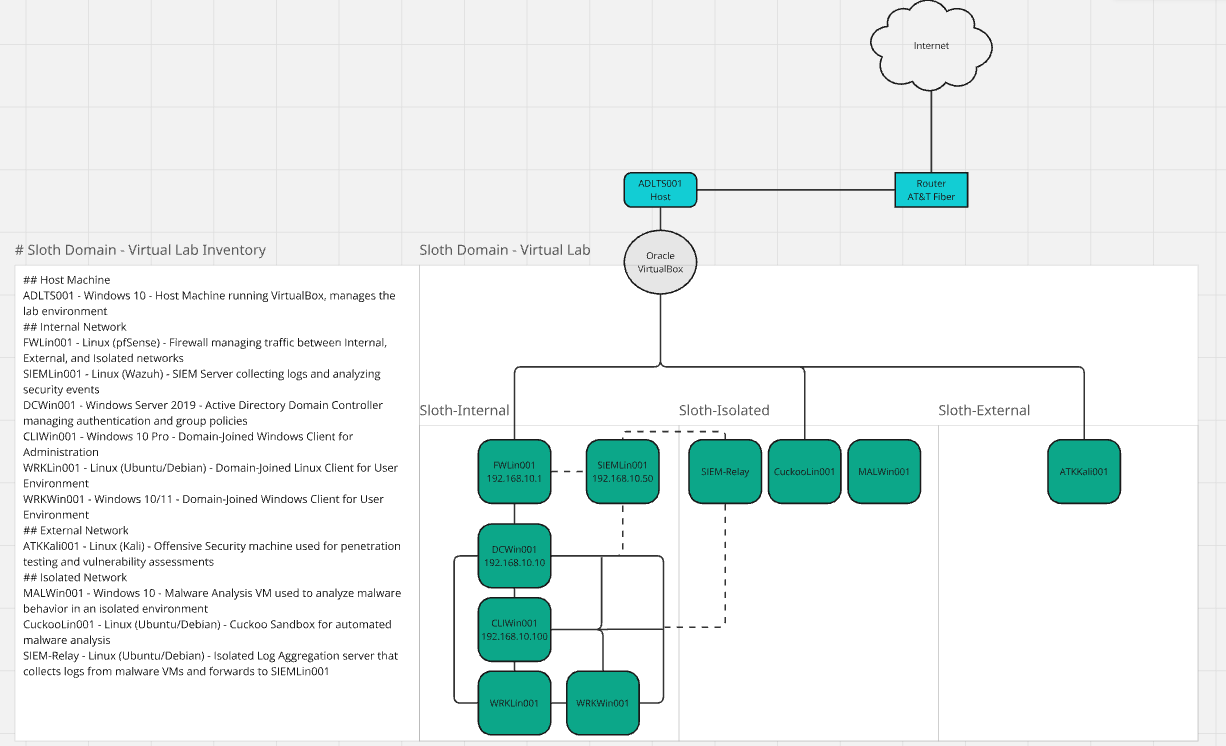 Internet
ADLTS001
Host
Router
AT&T Fiber
# Sloth Domain - Virtual Lab Inventory
Sloth Domain - Virtual Lab
Oracle
VirtualBox
## Host Machine
ADLTS001 - Windows 10 - Host Machine running VirtualBox, manages the
lab environment
## Internal Network
FWLin001 - Linux (pfSense) - Firewall managing traffic between Internal,
External, and Isolated networks
SIEMLin001 - Linux (Wazuh) - SIEM Server collecting logs and analyzing
security events
DCWin001 - Windows Server 2019 - Active Directory Domain Controller
managing authentication and group policies
CLIWin001 - Windows 10 Pro - Domain-Joined Windows Client for
Administration
WRKLin001 - Linux (Ubuntu/Debian) - Domain-Joined Linux Client for User
Environment
WRKWin001 - Windows 10/11 - Domain-Joined Windows Client for User
Environment
## External Network
ATKKali001 - Linux (Kali) - Offensive Security machine used for penetration
testing and vulnerability assessments
## Isolated Network
MALWin001 - Windows 10 - Malware Analysis VM used to analyze malware
behavior in an isolated environment
CuckooLin001 - Linux (Ubuntu/Debian) - Cuckoo Sandbox for automated
malware analysis
SIEM-Relay - Linux (Ubuntu/Debian) - Isolated Log Aggregation server that
collects logs from malware VMs and forwards to SIEMLin001
Sloth-Internal
Sloth-Isolated
Sloth-External
FWLin001
192.168.10.1
SIEMLin001
192.168.10.50
SIEM-Relay
CuckooLin001
MALWin001
ATKKali001
DCWin001
192.168.10.10
CLIWin001
192.168.10.100
WRKLin001
WRKWin001